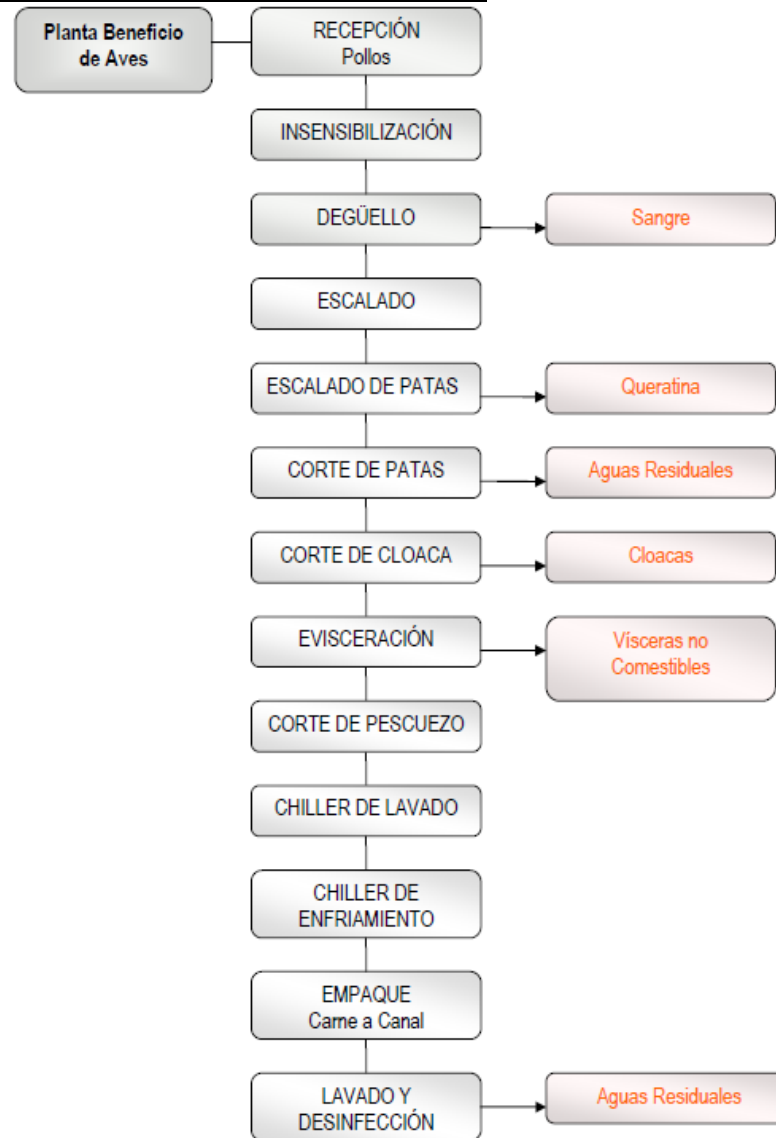 Planta Beneficio
de Aves
RECEPCIÓN
Pollos
INSENSIBILIZACIÓN
DEGÜELLO
Sangre
ESCALADO
ESCALADO DE PATAS
Queratina
CORTE DE PATAS
Aguas Residuales
CORTE DE CLOACA
Cloacas
EVISCERACIÓN
Vísceras no
Comestibles
CORTE DE PESCUEZO
CHILLER DE LAVADO
CHILLER DE
ENFRIAMIENTO
EMPAQUE
Carne a Canal
LAVADO Y
DESINFECCIÓN
Aguas Residuales